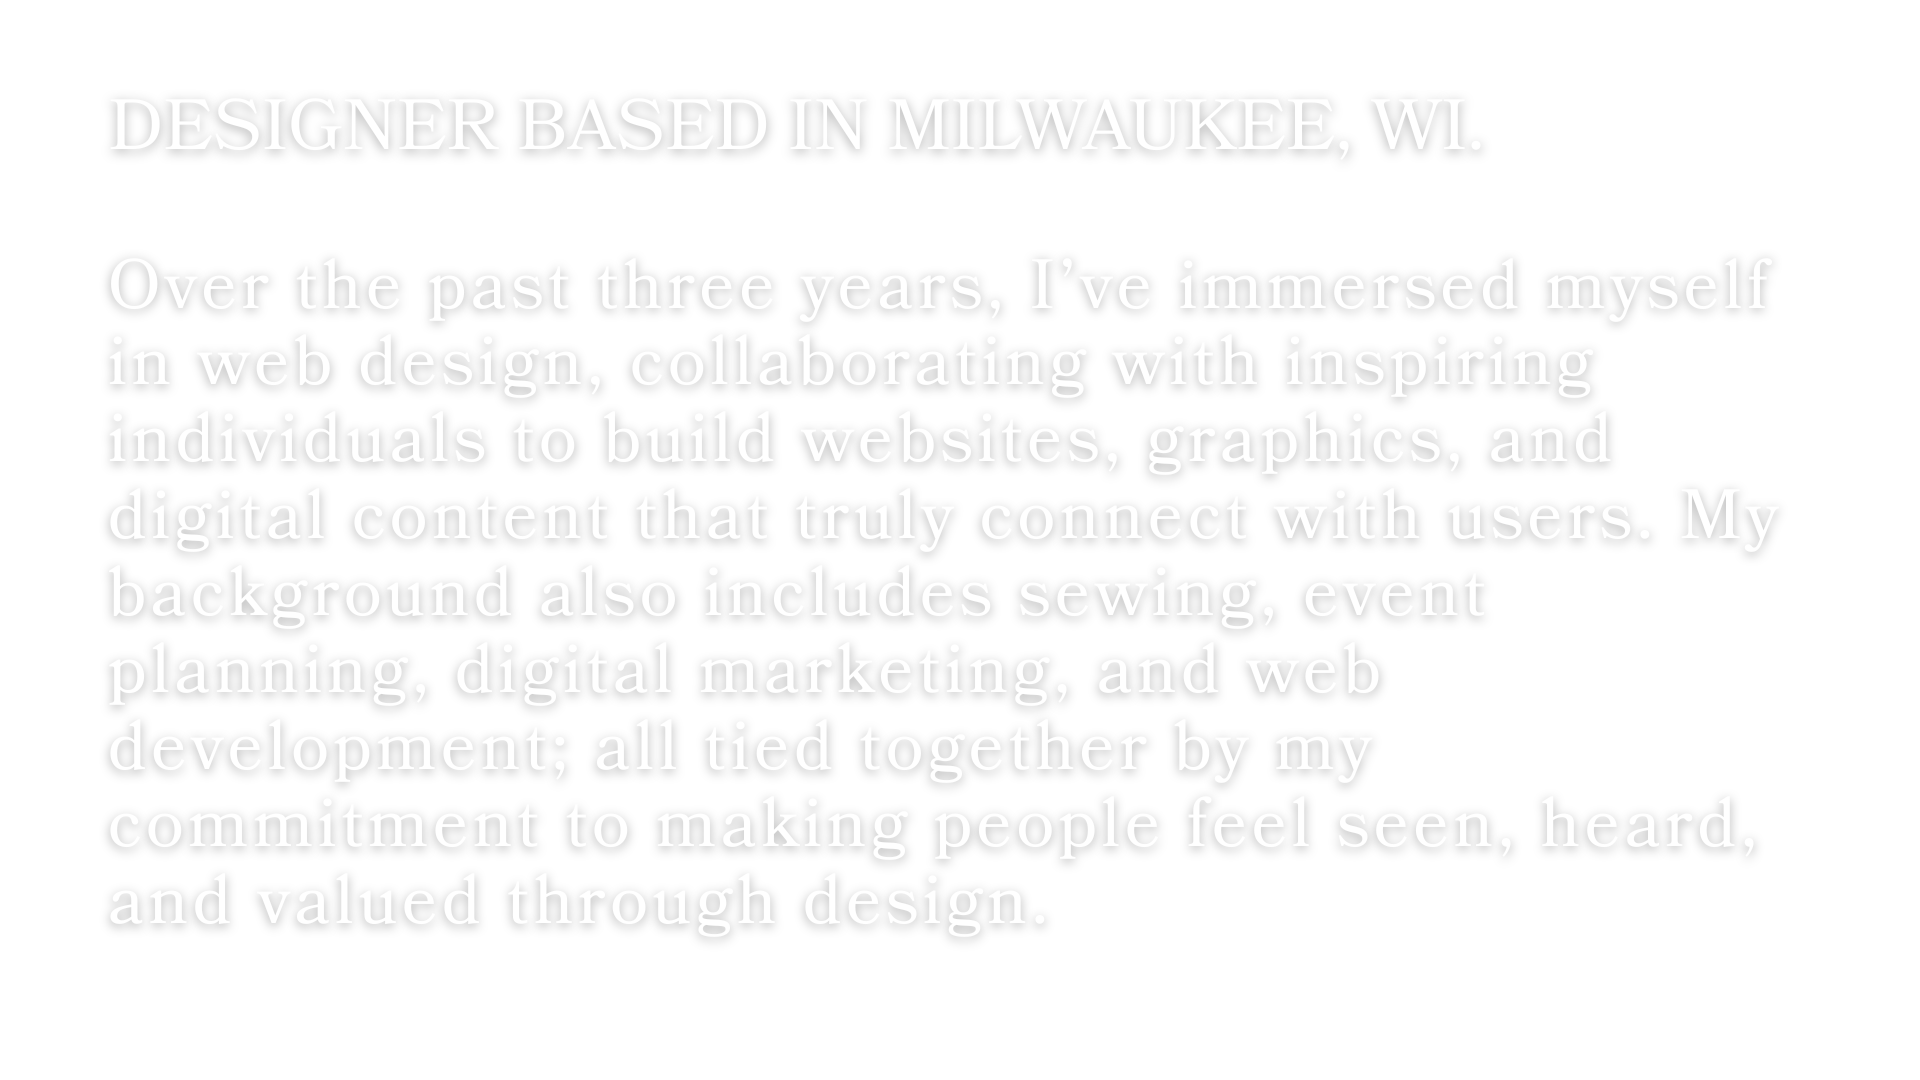 DESIGNER BASED IN MILWAUKEE, WI.
Over the past three years, I’ve immersed myself
in web design, collaborating with inspiring
individuals to build websites, graphics, and
digital content that truly connect with users. My
background also includes sewing, event
planning, digital marketing, and web
development; all tied together by my
commitment to making people feel seen, heard,
and valued through design.